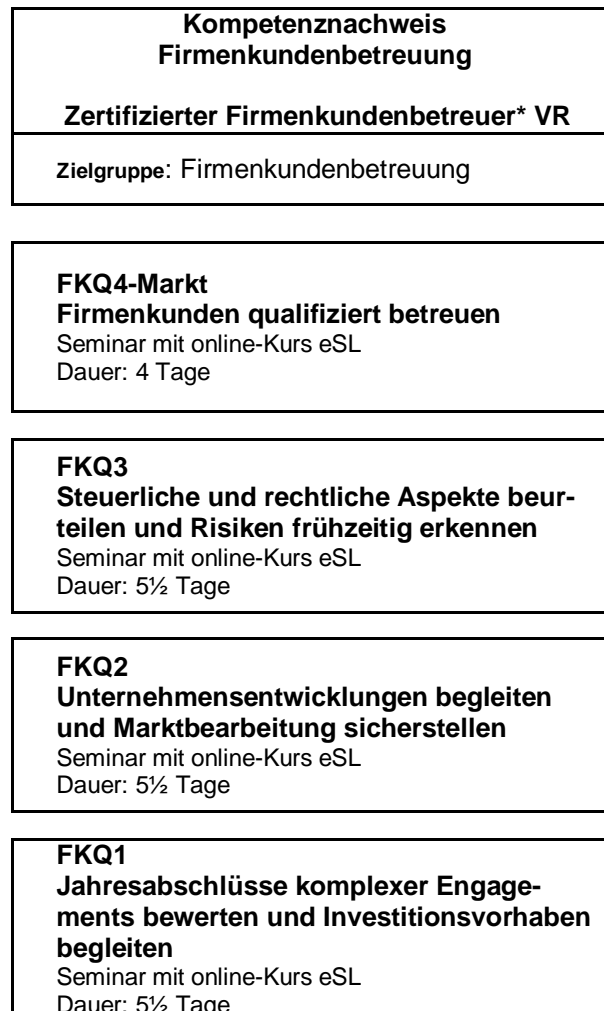 Kompetenznachweis
Firmenkundenbetreuung
Zertifizierter Firmenkundenbetreuer* VR
Zielgruppe: Firmenkundenbetreuung
FKQ4-Markt
Firmenkunden qualifiziert betreuen
Seminar mit online-Kurs eSL
Dauer: 4 Tage
FKQ3
Steuerliche und rechtliche Aspekte beur-
teilen und Risiken frühzeitig erkennen
Seminar mit online-Kurs eSL
Dauer: 5½ Tage
FKQ2
Unternehmensentwicklungen begleiten
und Marktbearbeitung sicherstellen
Seminar mit online-Kurs eSL
Dauer: 5½ Tage
FKQ1
Jahresabschlüsse komplexer Engage-
ments bewerten und Investitionsvorhaben
begleiten
Seminar mit online-Kurs eSL
Dauer: 5½ Tage